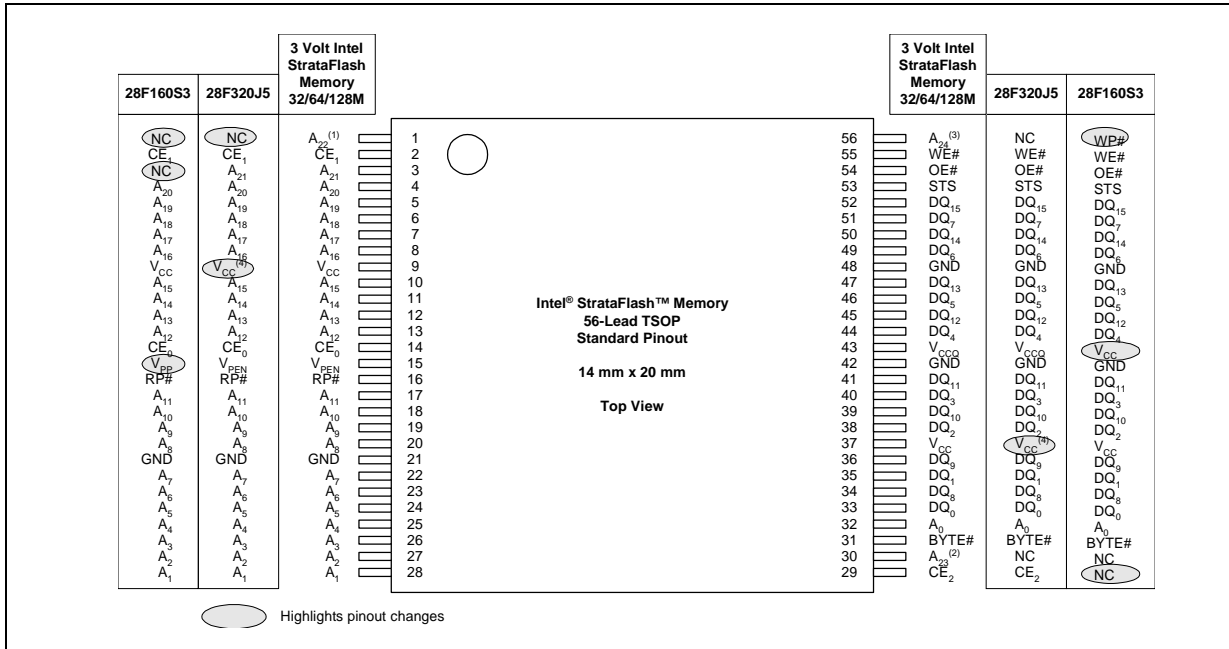 3 Volt Intel
StrataFlash
Memory
32/64/128M
28F160S3 28F320J5
3 Volt Intel
StrataFlash
Memory
32/64/128M
28F320J5 28F160S3
NC NC A22(1) 1 56 A24(3) NC WP#
CE1 CE1 CE1 2 55 WE# WE# WE#
NC A21 A21 3 54 OE# OE# OE#
A20 A20 A20 4 53 STS STS STS
A19 A19 A19 5 52 DQ15 DQ15 DQ15
A18 A18 A18 6 51 DQ7 DQ7 DQ7
A17 A17 A17 7 50 DQ14 DQ14 DQ14
A16 A16 A16 8 49 DQ6 DQ6 DQ6
VCC VCC(4) VCC 9 48 GND GND GND
A15 A15 A15 10 47 DQ13 DQ13 DQ13
A14 A14 A14 11 46 DQ5 DQ5 DQ5
A13 A13 A13 12 45 DQ12 DQ12 DQ12
A12 A12 A12 13 44 DQ4 DQ4 DQ4
CE0 CE0 CE0 14 43 VCCQ VCCQ VCC
VPP VPEN VPEN 15 42 GND GND GND
RP# RP# RP# 16 41 DQ11 DQ11 DQ11
A11 A11 A11 17 40 DQ3 DQ3 DQ3
A10 A10 A10 18 39 DQ10 DQ10 DQ10
A9 A9 A9 19 38 DQ2 DQ2 DQ2
A8 A8 A8 20 37 VCC VCC(4) VCC
GND GND GND 21 36 DQ9 DQ9 DQ9
A7 A7 A7 22 35 DQ1 DQ1 DQ1
A6 A6 A6 23 34 DQ8 DQ8 DQ8
A5 A5 A5 24 33 DQ0 DQ0 DQ0
A4 A4 A4 25 32 A0 A0 A0
A3 A3 A3 26 31 BYTE# BYTE# BYTE#
A2 A2 A2 27 30 A23(2) NC NC
A1 A1 A1 28 29 CE2 CE2 NC
Intel® StrataFlash™ Memory
56-Lead TSOP
Standard Pinout
14 mm x 20 mm
Top View
Highlights pinout changes